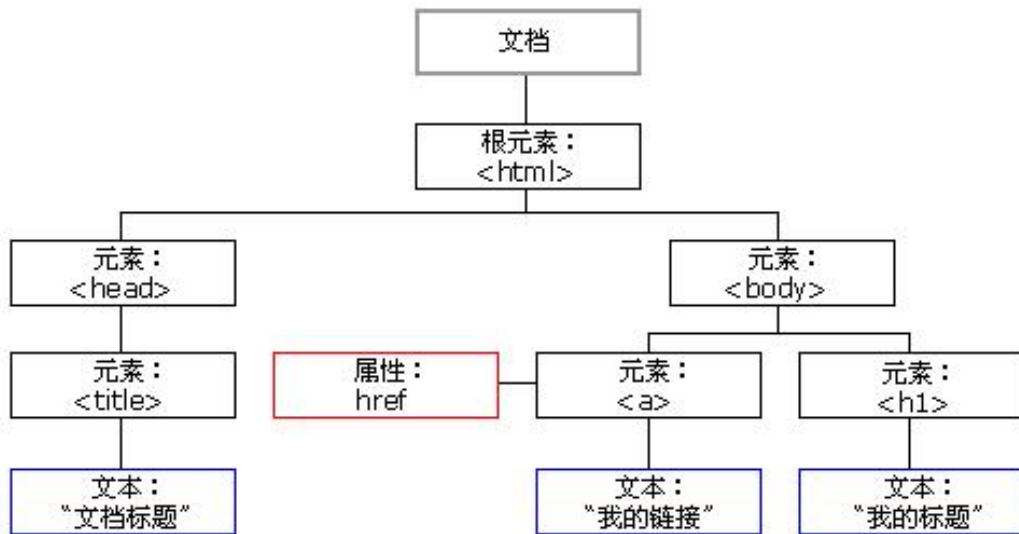 文档
根元素：
<html>
元素：
<head>
元素：
<body>
元素：
<title>
属性：
href
元素：
<a>
元素：
<h1>
文本：
"文档标题"
文本：
"我的链接"
文本：
"我的标题"